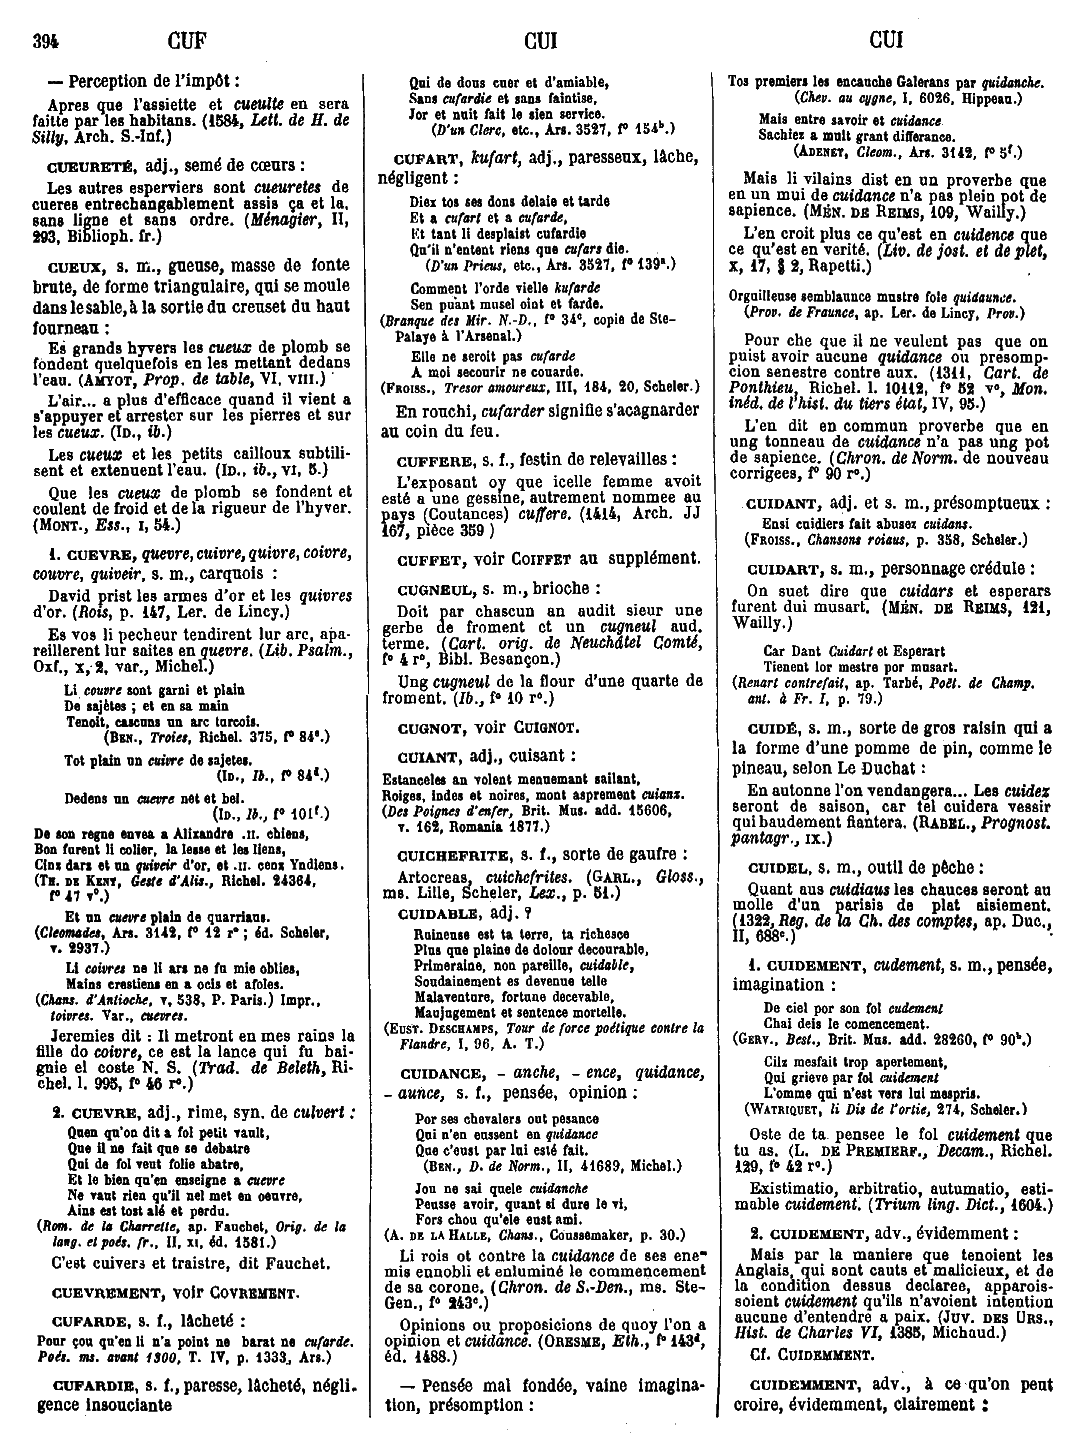 394 CUF CUI CUI
— Perception de l'impôt :
Apres que l'assiette et cueulte en sera
faitte par les habitans. (1584, Lett. de H. de
Silly, Arch. S.-Inf.)
CUEURETÉ, adj., semé de cœurs :
Les autres esperviers sont cueuretes de
cueres entrechangablement assis ça et la,
sans ligne et sans ordre. (Ménagier, II,
293, Biblioph. fr.)
CUEUX, s. m., gueuse, masse de fonte
brute, de forme triangulaire, qui se moule
dans le sable, à la sortie du creuset du haut
fourneau :
Es grands hyvers les cueux de plomb se
fondent quelquefois en les mettant dedans
l'eau. (AMYOT, Prop. de table, VI, VIII.)
L'air... a plus d'efficace quand il vient a
s'appuyer et arrester sur les pierres et sur
les cueux. (ID., ib.)
Les cueux et les petits cailloux subtili-
sent et extenuent l'eau. (ID., ib., VI, 5.)
Que les cueux de plomb se fondent et
coulent de froid et de la rigueur de l'hyver.
(MONT., Ess., I, 54.)
1. CUEVRE, quevre, cuivre, quivre, coivre,
couvre, quiveir, s. m., carquois :
David prist les armes d'or et les quivres
d'or. (Rois, p. 147, Ler. de Lincy.)
Es vos li pecheur tendirent lur arc, apa-
reillerent lur saites en quevre. (Lib. Psalm.,
Oxf., X, 2, var., Michel.)
Li couvre sont garni et plain
De sajètes ; et en sa main
Tenoit, cascuns un arc turcois.
(BEN., Troies, Richel. 375, f° 84ª.)
Tot plain un cuivre de sajetes.
(ID., Ib., f° 84ᵈ.)
Dedens un cuevre net et bel.
(ID., Ib., f° 101ᶠ.)
De son regne envea a Alixandre .II. chiens,
Bon furent li colier, la lesse et les liens,
Cinc dars et un quiveir d'or, et .II. cenx Yndiens.
(TH. DE KENT, Geste d'Alis., Richel. 24364,
f° 47 v°.)
Et un cuevre plain de quarriaus.
(Cleomades, Ars. 3142, f° 12 r° ; éd. Scheler,
v. 2937.)
Li coivres ne li ars ne fu mie oblies,
Mains crestiens en a ocis et afoles.
(Chans. d'Antioche, v, 538, P. Paris.) Impr.,
toivres. Var., cuevres.
Jeremies dit : Il metront en mes rains la
fille do coivre, ce est la lance qui fu bai-
gnie el coste N. S. (Trad. de Beleth, Ri-
chel. l. 995, f° 46 r°.)
2. CUEVRE, adj., rime, syn. de culvert :
Quen qu'on dit a fol petit vault,
Que il ne fait que se debatre
Qui de fol veut folie abatre,
Et le bien qu'en enseigne a cuevre
Ne vaut rien qu'il nel met en oeuvre,
Ains est tost alé et perdu.
(Rom. de la Charrette, ap. Fauchet, Orig. de la
lang. et poés. fr., II, XI, éd. 1581.)
C'est cuivers et traistre, dit Fauchet.
CUEVREMENT, voir COVREMENT.
CUFARDE, s. f., lâcheté :
Pour çou qu'en li n'a point ne barat ne cufarde.
Poés. ms. avant 1300, T. IV, p. 1333, Ars.)
CUFARDIE, s. f., paresse, lâcheté, négli-
gence insouciante
Qui de dous cuer et d'amiable,
Sans cufardie et sans faintise,
Jor et nuit fait le sien service.
(D'un Clerc, etc., Ars. 3527, f° 154ᵇ.)
CUFART, kufart, adj., paresseux, lâche,
négligent :
Diex tos ses dons delaie et tarde
Et a cufart et a cufarde,
Et tant li desplaist cufardie
Qu'il n'entent riens que cufars die.
(D'un Prieus, etc., Ars. 3527, f° 139ª.)
Comment l'orde vielle kufarde
Sen puant musel oint et farde.
(Branque des Mir. N.-D., f° 34ᶜ, copie de Ste-
Palaye à l'Arsenal.)
Elle ne seroit pas cufarde
A moi secourir ne couarde.
(FROISS., Tresor amoureux, III, 184, 20, Scheler.)
En rouchi, cufarder signifie s'acagnarder
au coin du feu.
CUFFERE, s. f., festin de relevailles :
L'exposant oy que icelle femme avoit
esté a une gessine, autrement nommee au
pays (Coutances) cuffere. (1414, Arch. JJ
167, pièce 359 )
CUFFET, voir COIFFET au supplément.
CUGNEUL, s. m., brioche :
Doit par chascun an audit sieur une
gerbe de froment et un cugneul aud.
terme. (Cart. orig. de Neuchâtel Comté,
f° 4 r°, Bibl. Besançon.)
Ung cugneul de la flour d'une quarte de
froment. (Ib., f° 10 r°.)
CUGNOT, voir CUIGNOT.
CUIANT, adj., cuisant :
Estanceles an volent menuemant sailant,
Roiges, indes et noires, mont asprement cuianz.
(Des Poignes d'enfer, Brit. Mus. add. 15606,
v. 162, Romania 1877.)
CUICHEFRITE, s. f., sorte de gaufre :
Artocreas, cuichefrites. (GARL., Gloss.,
ms. Lille, Scheler, Lex., p. 51.)
CUIDABLE, adj. ?
Ruineuse est ta terre, ta richesce
Plus que plaine de dolour decourable,
Primeraine, non pareille, cuidable,
Soudainement es devenue telle
Malaventure, fortune decevable,
Maujugement et sentence mortelle.
(EUST. DESCHAMPS, Tour de force poétique contre la
Flandre, I, 96, A. T.)
CUIDANCE, - anche, - ence, quidance,
- aunce, s. f., pensée, opinion :
Por ses chevalers out pesance
Qui n'en eussent en quidance
Que c'eust par lui esté fait.
(BEN., D. de Norm., II, 41689, Michel.)
Jou ne sai quele cuidanche
Peusse avoir, quant si dure le vi,
Fors chou qu'ele eust ami.
(A. DE LA HALLE, Chans., Coussemaker, p. 30.)
Li rois ot contre la cuidance de ses ene-
mis ennobli et enluminé le commencement
de sa corone. (Chron. de S.-Den., ms. Ste-
Gen., f° 243ᶜ.)
Opinions ou proposicions de quoy l'on a
opinion et cuidance. (ORESME, Eth., f° 143ᵈ,
éd. 1488.)
— Pensée mal fondée, vaine imagina-
tion, présomption :
Tos premiers les encauche Galerans par quidanche.
(Chev. au cygne, I, 6026, Hippeau.)
Mais entre savoir et cuidance
Sachiez a mult grant differance.
(ADENET, Cleom., Ars. 3142, f° 5ᶠ.)
Mais li vilains dist en un proverbe que
en un mui de cuidance n'a pas plein pot de
sapience. (MÉN. DE REIMS, 109, Wailly.)
L'en croit plus ce qu'est en cuidence que
ce qu'est en verité. (Liv. de jost. et de plet,
X, 17, § 2, Rapetti.)
Orguilleuse semblaunce mustre fole quidaunce.
(Prov. de Fraunce, ap. Ler. de Lincy, Prov.)
Pour che que il ne veulent pas que on
puist avoir aucune quidance ou presomp-
cion senestre contre aux. (1311, Cart. de
Ponthieu, Richel. l. 10112, f° 52 v°, Mon.
inéd. de l'hist. du tiers état, IV, 95.)
L'en dit en commun proverbe que en
ung tonneau de cuidance n'a pas ung pot
de sapience. (Chron. de Norm. de nouveau
corrigees, f° 90 r°.)
CUIDANT, adj. et s. m., présomptueux :
Ensi cuidiers fait abusez cuidans.
(FROISS., Chansons roiaus, p. 358, Scheler.)
CUIDART, s. m., personnage crédule :
On suet dire que cuidars et esperars
furent dui musart. (MÉN. DE REIMS, 121,
Wailly.)
Car Dant Cuidart et Esperart
Tienent lor mestre por musart.
(Renart contrefait, ap. Tarbé, Poët. de Champ.
ant. à Fr. I, p. 79.)
CUIDÉ, s. m., sorte de gros raisin qui a
la forme d'une pomme de pin, comme le
pineau, selon Le Duchat :
En autonne l'on vendangera... Les cuidez
seront de saison, car tel cuidera vessir
qui baudement fiantera. (RABEL., Prognost.
pantagr., IX.)
CUIDEL, s. m., outil de pêche :
Quant aus cuidiaus les chauces seront au
molle d'un parisis de plat aisiement.
(1322, Reg. de la Ch. des comptes, ap. Duc.,
II, 688ᶜ.)
1. CUIDEMENT, cudement, s. m., pensée,
imagination :
De ciel por son fol cudement
Chai deis le comencement.
(GERV., Best., Brit. Mus. add. 28260, f° 90ᵇ.)
Cilz mesfait trop apertement,
Qui grieve par fol cuidement
L'omme qui n'est vers lui mespris.
(WATRIQUET, li Dis de l'ortie, 274, Scheler.)
Oste de ta pensee le fol cuidement que
tu as. (L. DE PREMIERF., Decam., Richel.
129, f° 42 r°.)
Existimatio, arbitratio, autumatio, esti-
mable cuidement. (Trium ling. Dict., 1604.)
2. CUIDEMENT, adv., évidemment :
Mais par la maniere que tenoient les
Anglais, qui sont cauts et malicieux, et de
la condition dessus declaree, apparois-
soient cuidement qu'ils n'avoient intention
aucune d'entendre a paix. (JUV. DES URS.,
Hist. de Charles VI, 1385, Michaud.)
Cf. CUIDEMMENT.
CUIDEMMENT, adv., à ce qu'on peut
croire, évidemment, clairement :